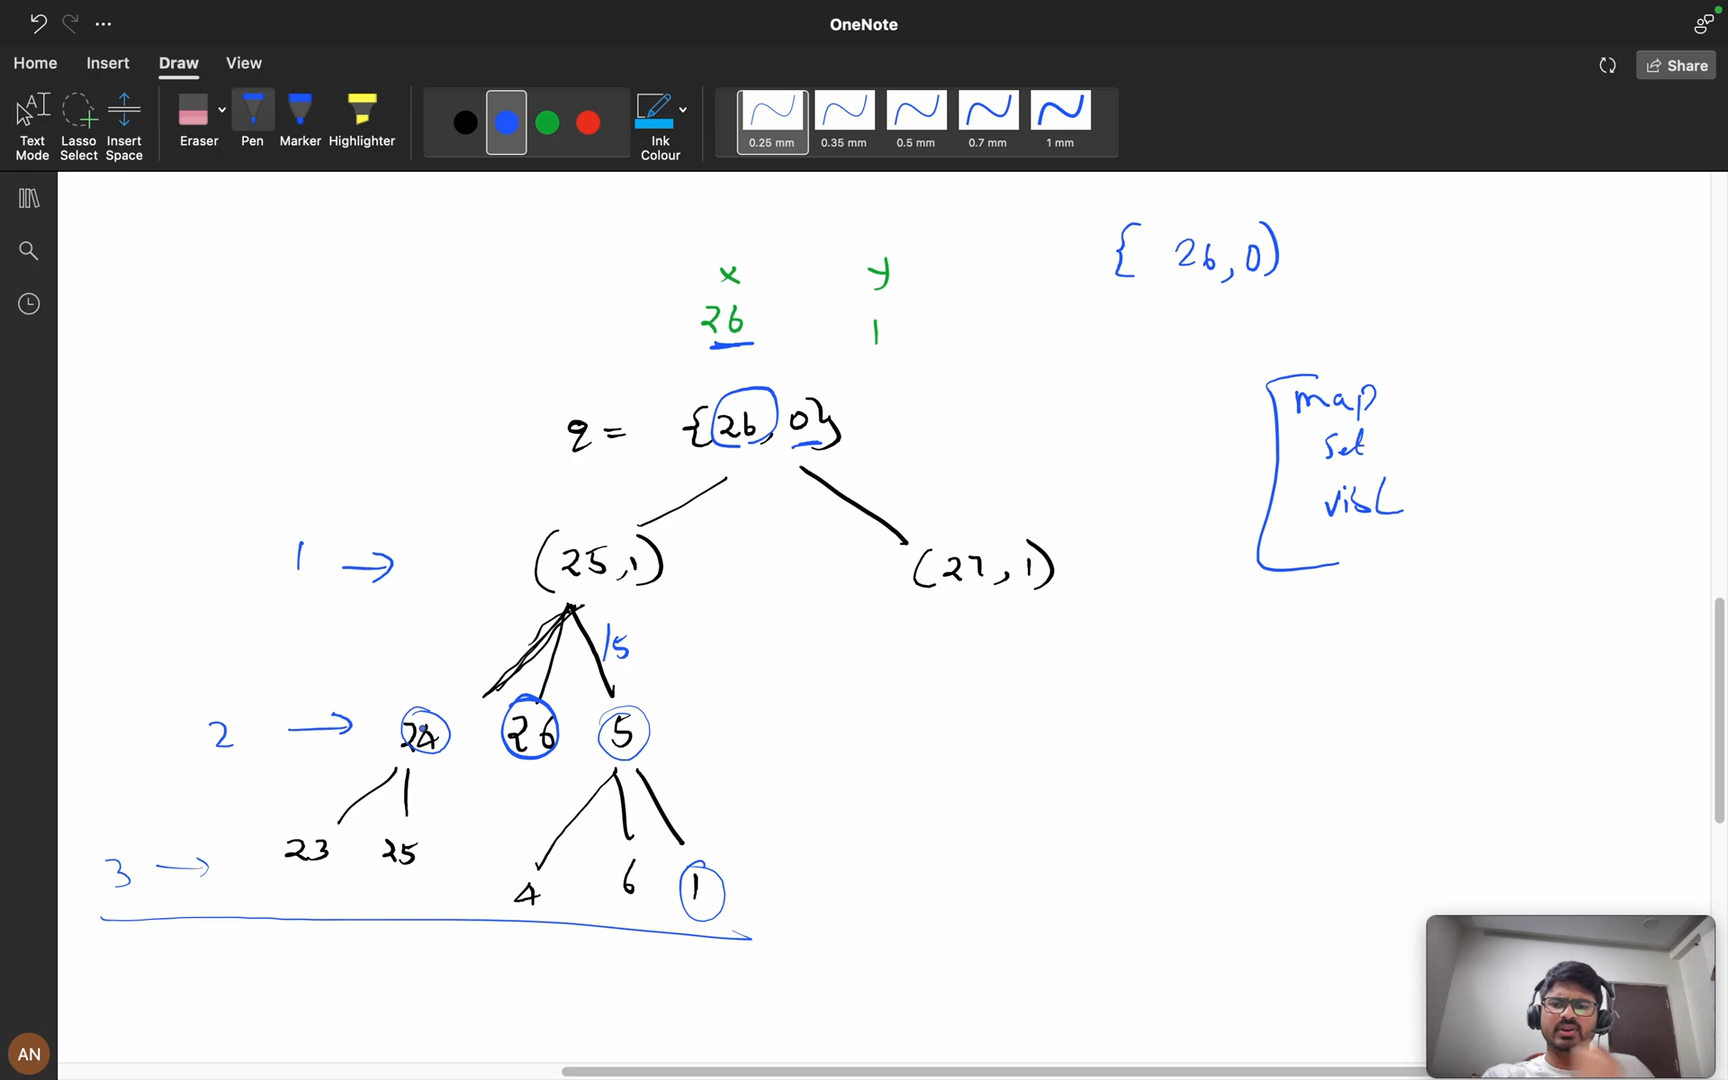 OneNote
Home Insert Draw View
Share
Text Mode
Lasso Select
Insert Space
Eraser
Pen
Marker
Highlighter
Ink Colour
0.25 mm
0.35 mm
0.5 mm
0.7 mm
1 mm
{ 26, 0)
x y
26 1
q = {26, 0}
map
set
1 → (25, 1) (27, 1)
/5
2 → 24 26 5
23 25
3 → 4 6 1
AN